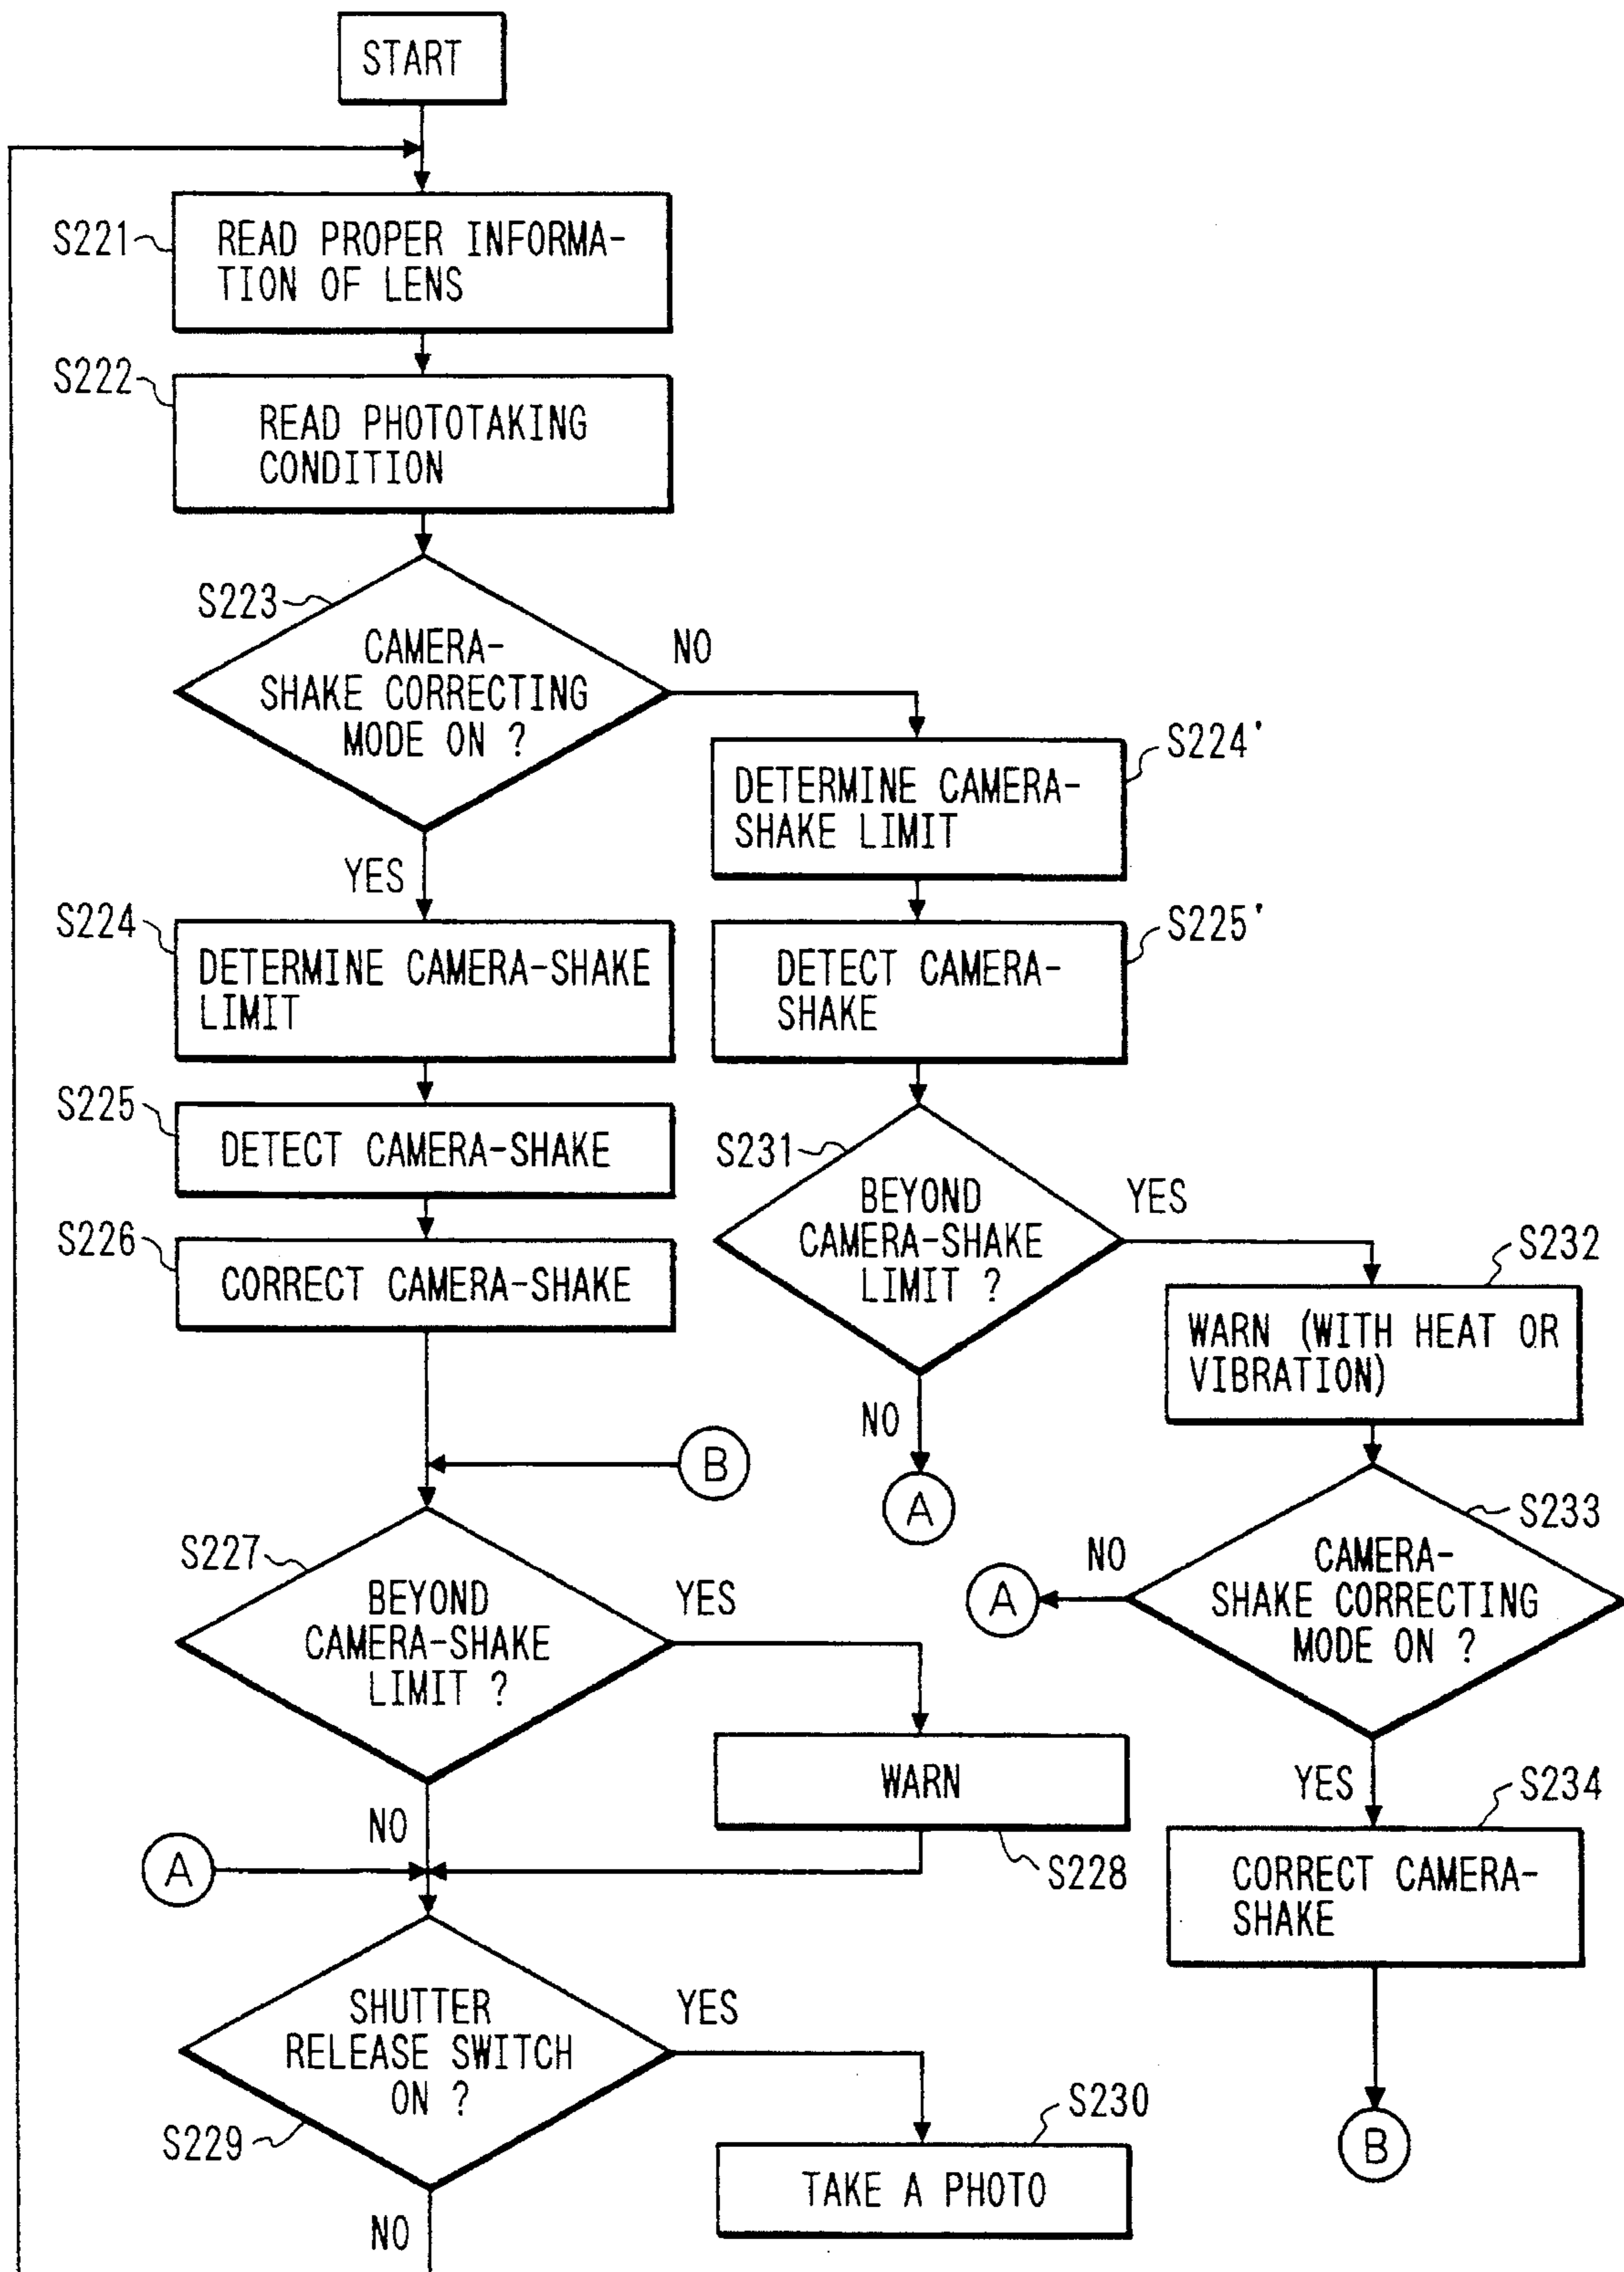 START
S221
READ PROPER INFORMA-
TION OF LENS
S222
READ PHOTOTAKING
CONDITION
S223
CAMERA-
SHAKE CORRECTING
MODE ON ?
NO
YES
S224'
DETERMINE CAMERA-
SHAKE LIMIT
S224
DETERMINE CAMERA-SHAKE
LIMIT
S225'
DETECT CAMERA-
SHAKE
S225
DETECT CAMERA-SHAKE
S226
CORRECT CAMERA-SHAKE
S231
BEYOND
CAMERA-SHAKE
LIMIT ?
YES
NO
A
S232
WARN (WITH HEAT OR
VIBRATION)
B
S233
CAMERA-
SHAKE CORRECTING
MODE ON ?
NO
A
YES
S227
BEYOND
CAMERA-SHAKE
LIMIT ?
YES
NO
WARN
S228
A
S234
CORRECT CAMERA-
SHAKE
B
SHUTTER
RELEASE SWITCH
ON ?
S229
YES
S230
TAKE A PHOTO
NO